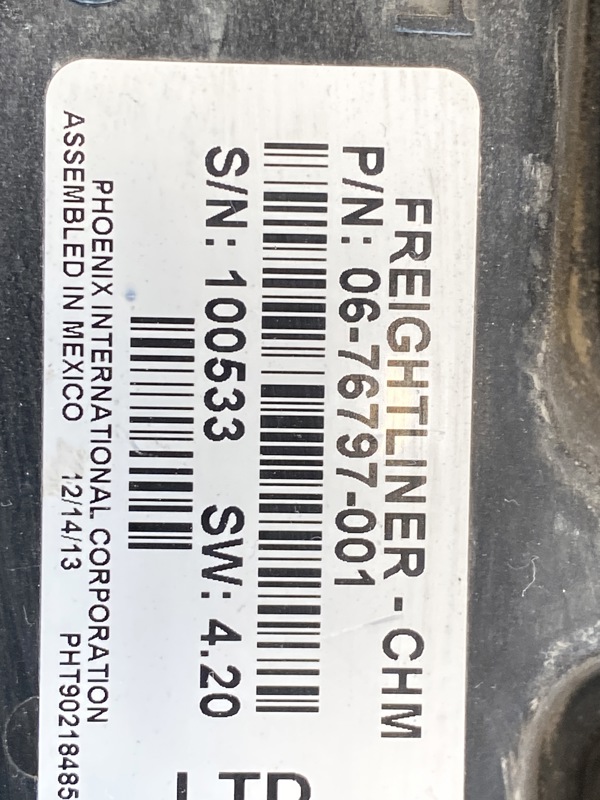 FREIGHTLINER - CHM
P/N: 06-76797-001
S/N: 100533 SW: 4.20
PHOENIX INTERNATIONAL CORPORATION
ASSEMBLED IN MEXICO 12/14/13 PHT90218485